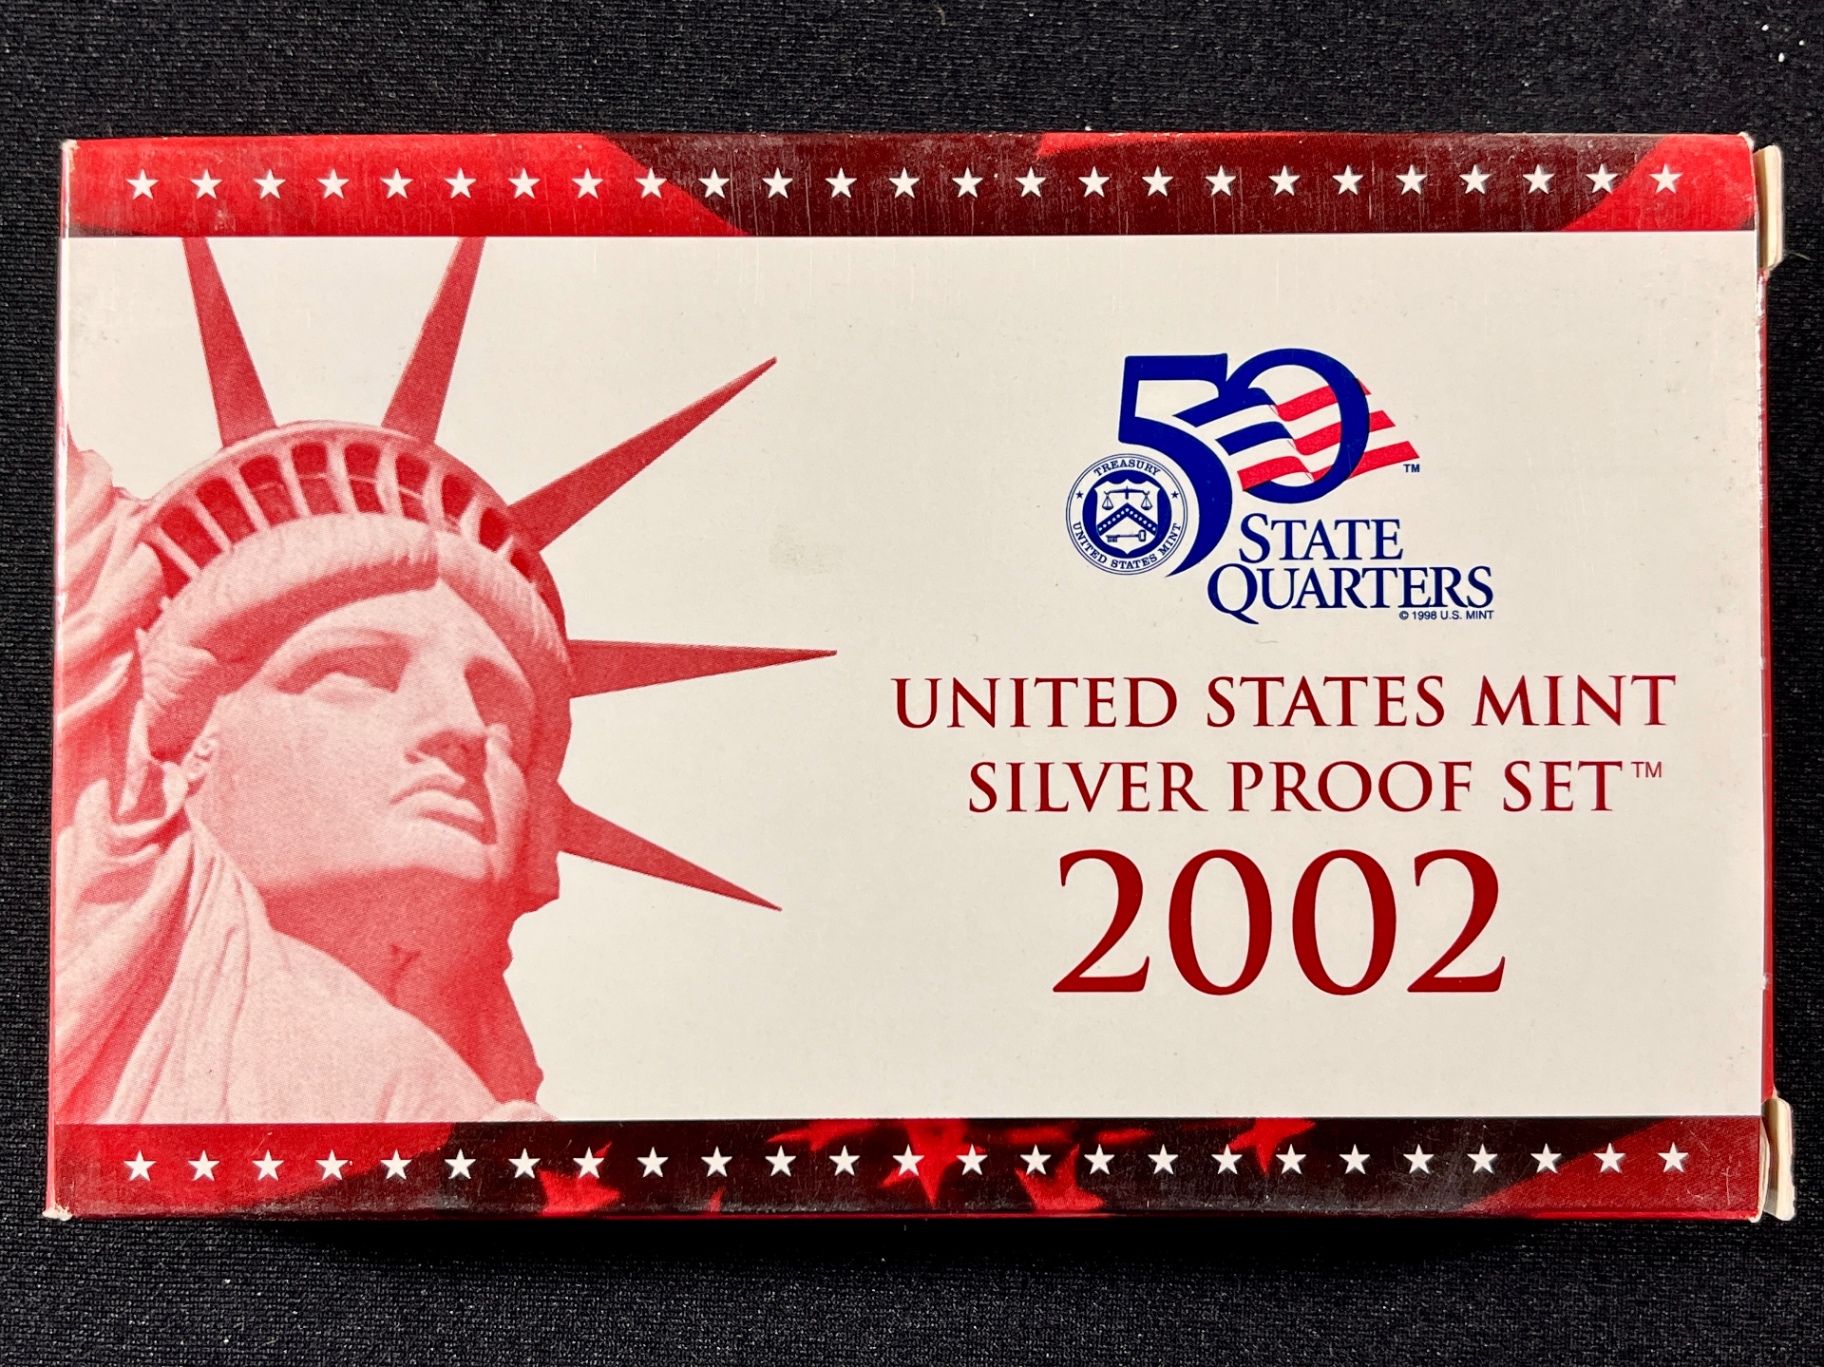 50
TM
TREASURY
UNITED STATES MINT
STATE
QUARTERS
© 1998 U.S. MINT
UNITED STATES MINT
SILVER PROOF SET™
2002